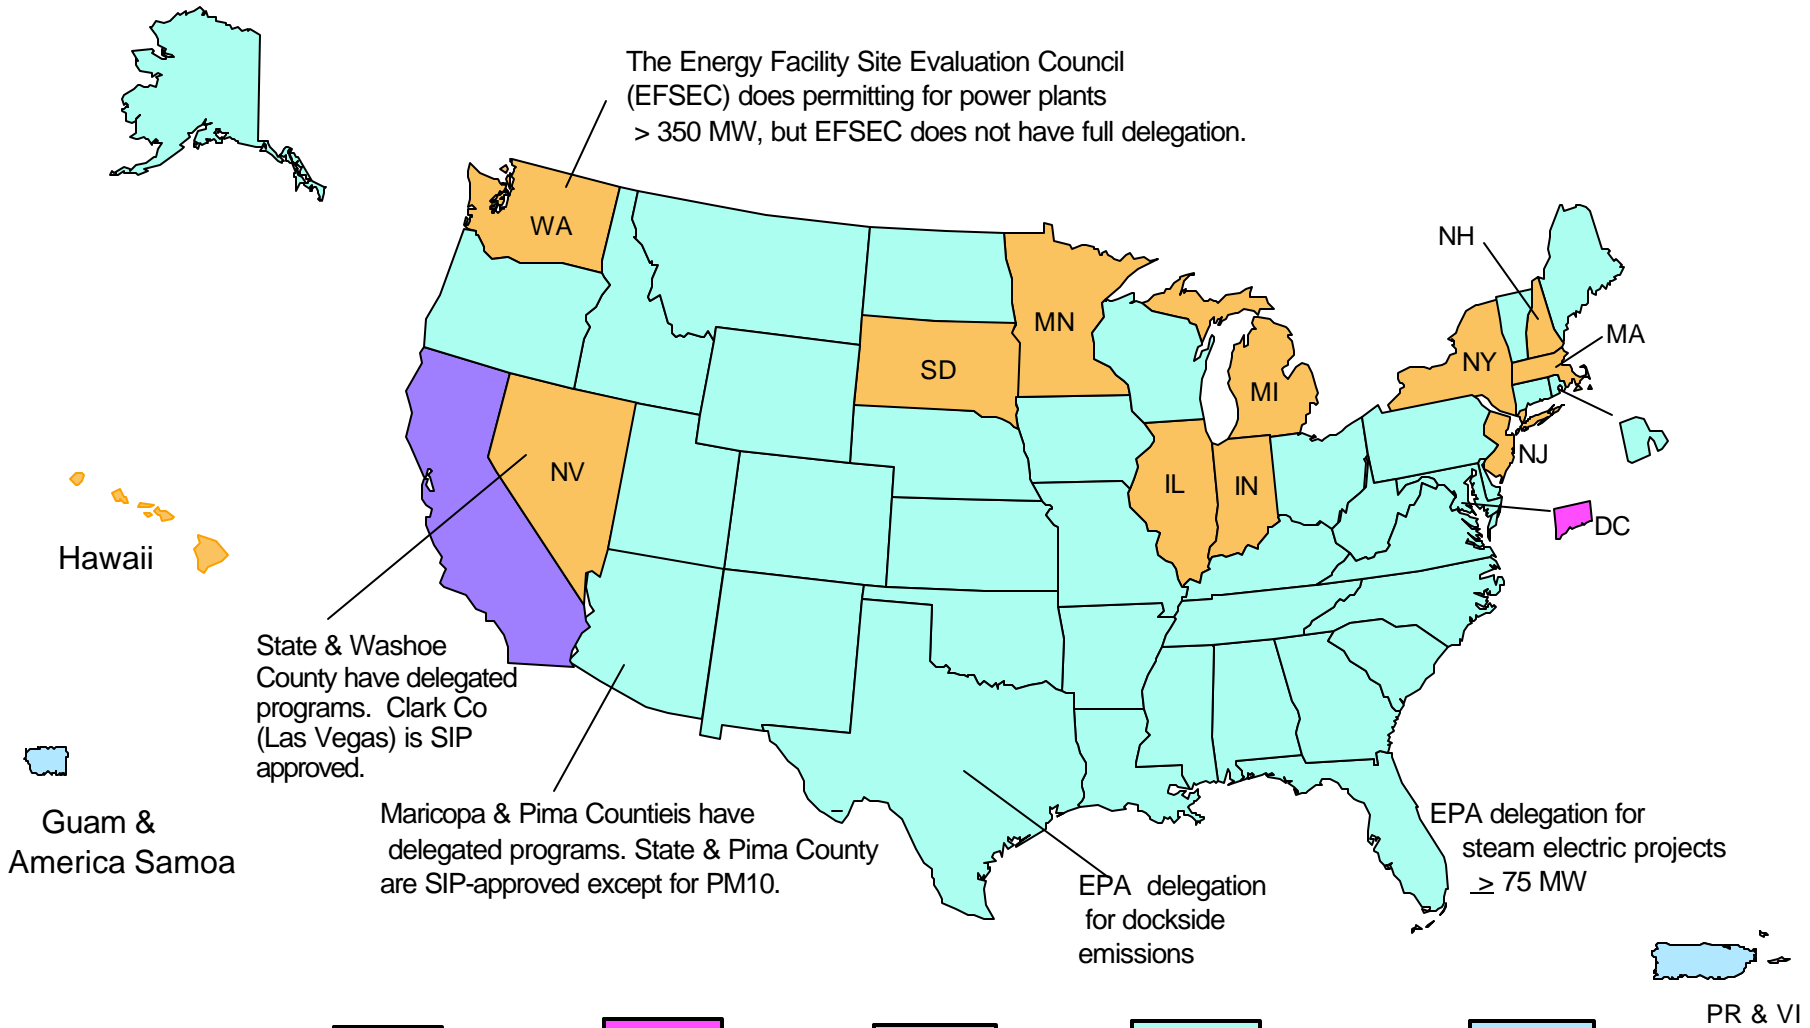 The Energy Facility Site Evaluation Council
(EFSEC) does permitting for power plants
> 350 MW, but EFSEC does not have full delegation.
WA
NH
MN
MA
NY
SD
MI
NJ
NV
IL
IN
DC
Hawaii
State & Washoe
County have delegated
programs. Clark Co
(Las Vegas) is SIP
approved.
Guam &
America Samoa
Maricopa & Pima Countieis have
delegated programs. State & Pima County
are SIP-approved except for PM10.
EPA delegation
for dockside
emissions
EPA delegation for
steam electric projects
≥ 75 MW
PR & VI